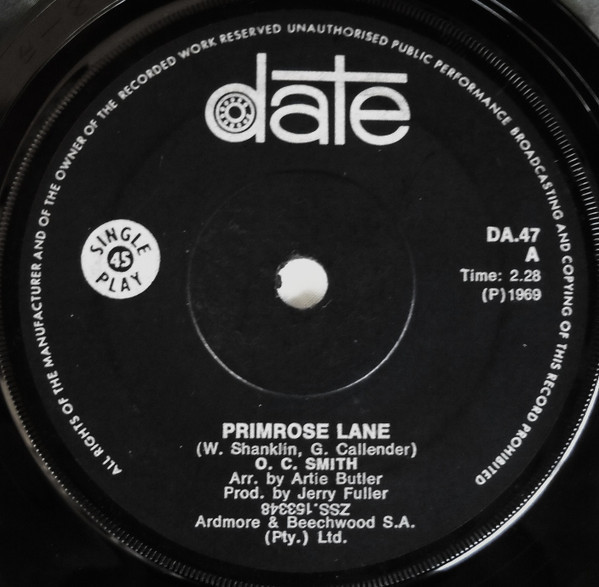 ALL RIGHTS OF THE MANUFACTURER AND OF THE OWNER OF THE RECORDED WORK RESERVED UNAUTHORISED PUBLIC PERFORMANCE BROADCASTING AND COPYING OF THIS RECORD PROHIBITED
date
SINGLE
45
PLAY
DA.47
A
Time: 2.28
(P)1969
PRIMROSE LANE
(W. Shanklin, G. Callender)
O. C. SMITH
Arr. by Artie Butler
Prod. by Jerry Fuller
ZSS.153348
Ardmore & Beechwood S.A.
(Pty.) Ltd.